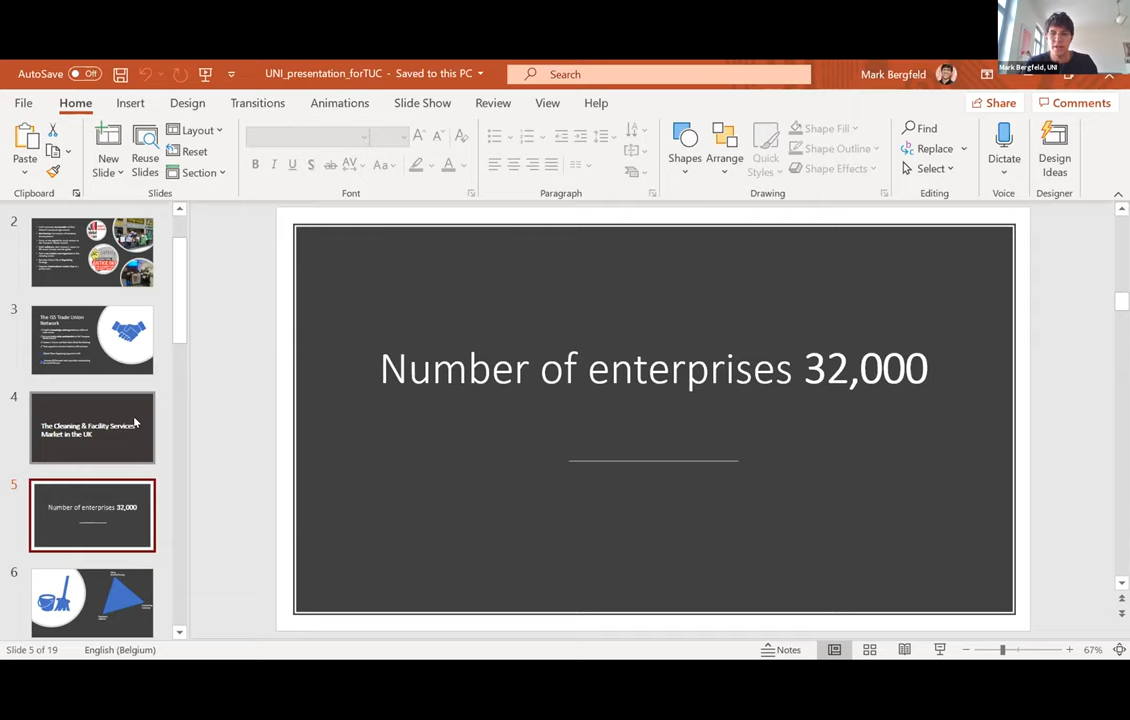 Mark Bergfeld, UNI
AutoSave Off UNI_presentation_forTUC - Saved to this PC Search Mark Bergfeld
File Home Insert Design Transitions Animations Slide Show Review View Help Share Comments
Paste
New Slide
Reuse Slides
Layout
Reset
Section
Shapes
Arrange
Quick Styles
Shape Fill
Shape Outline
Shape Effects
Find
Replace
Select
Dictate
Design Ideas
Clipboard Slides Font Paragraph Drawing Editing Voice Designer
2
3
The ISS Trade Union
Network
4
The Cleaning & Facility Services
Market in the UK
5
Number of enterprises 32,000
6
Number of enterprises 32,000
Slide 5 of 19 English (Belgium) Notes 67%